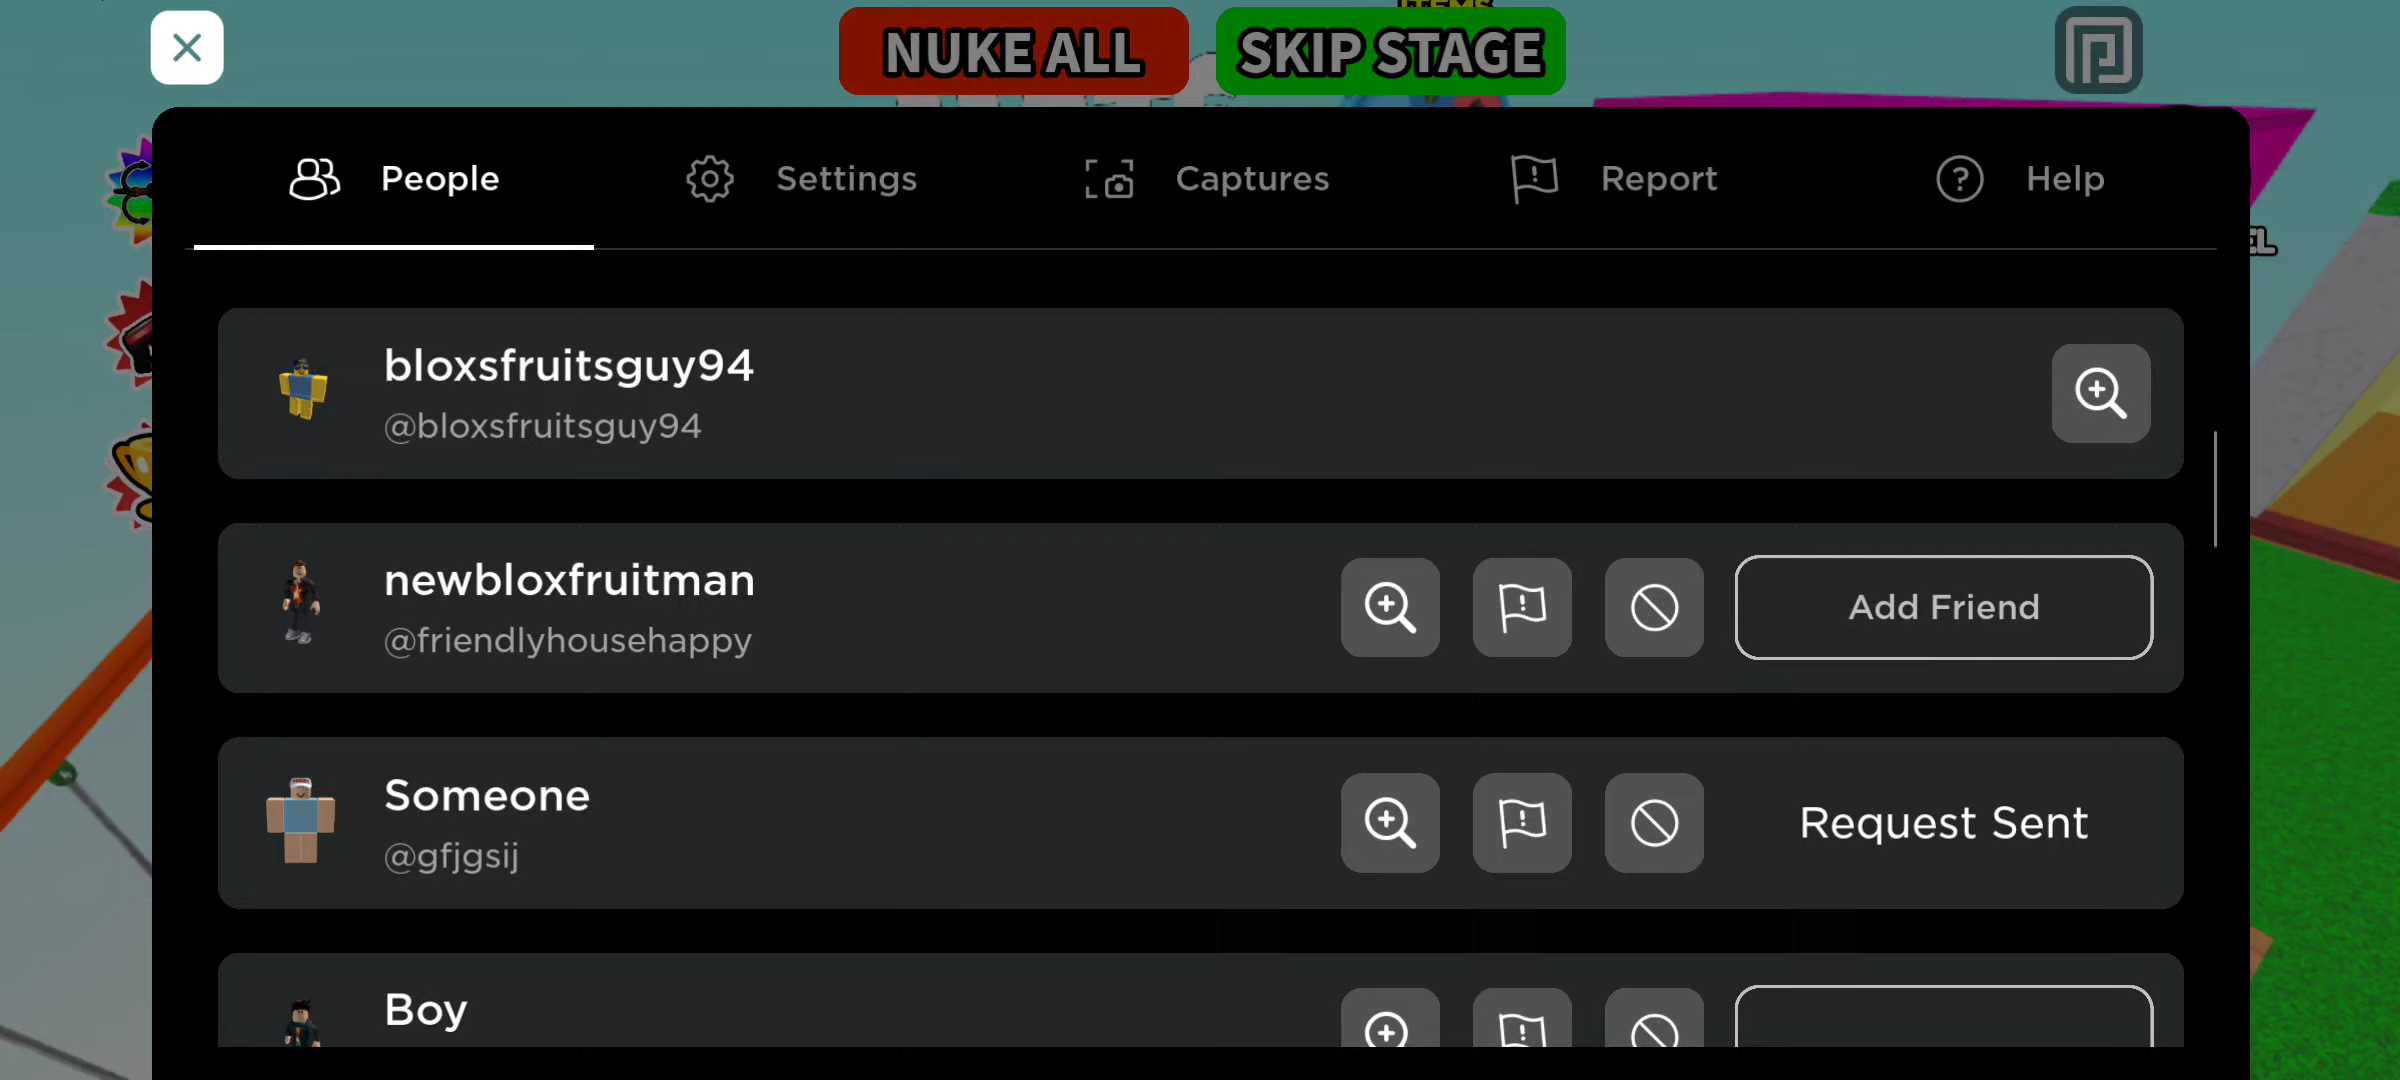 ITEMS
NUKE ALL
SKIP STAGE
People
Settings
Captures
Report
Help
bloxsfruitsguy94
@bloxsfruitsguy94
newbloxfruitman
@friendlyhousehappy
Add Friend
Someone
@gfjgsij
Request Sent
Boy